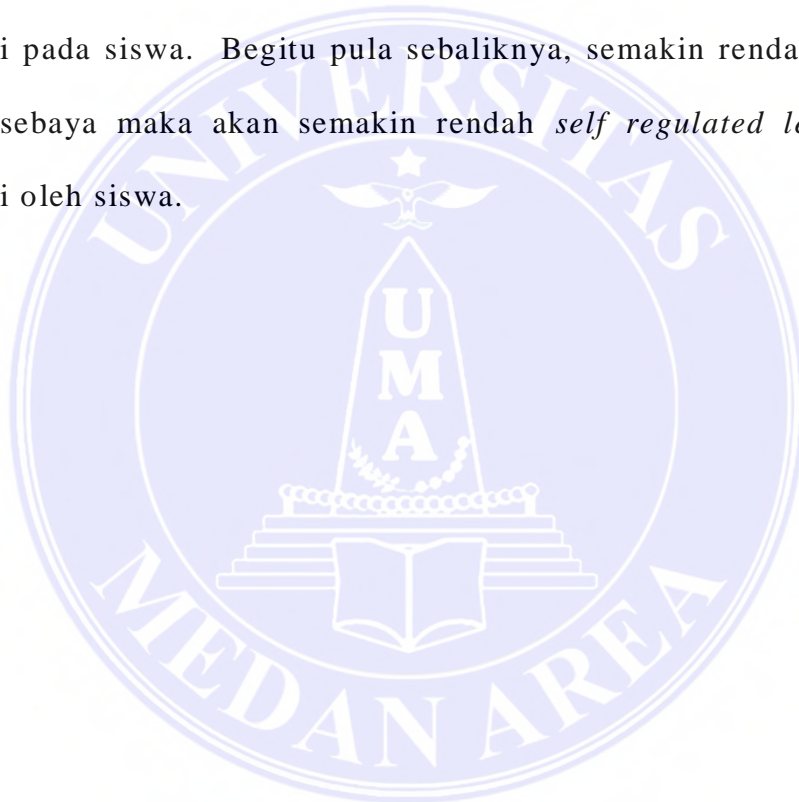 i pada siswa. Begitu pula sebaliknya, semakin renda
sebaya maka akan semakin rendah self regulated le
i oleh siswa.
UNIVERSITAS
UMA
MEDAN AREA